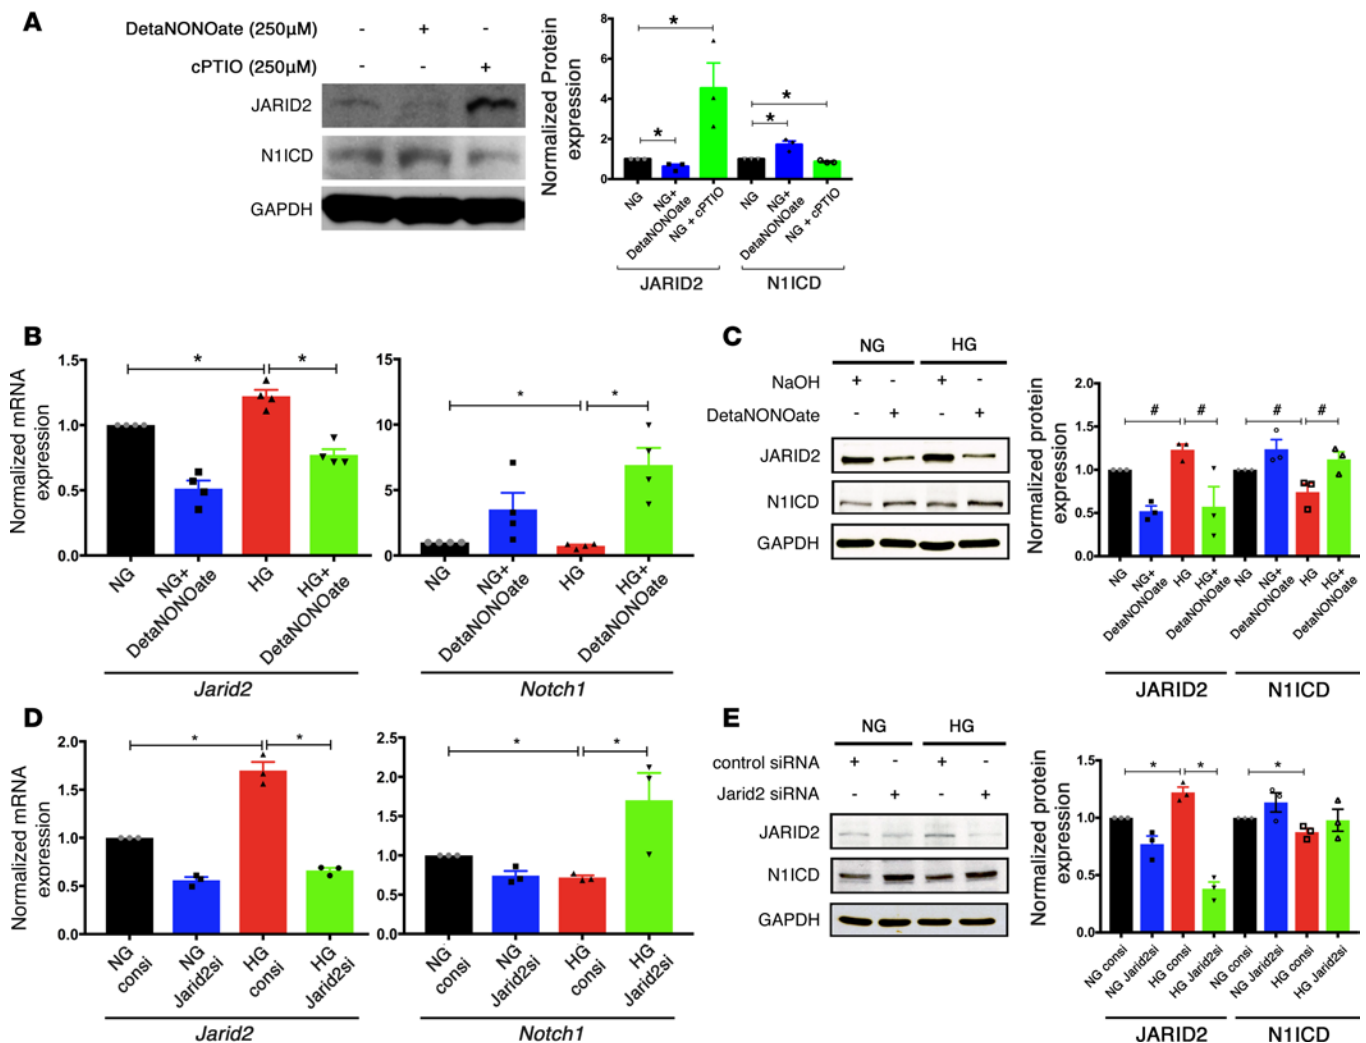 A
DetaNONOate (250µM) - + -
cPTIO (250µM) - - +
JARID2
N1ICD
GAPDH
Normalized Protein expression
8
6
4
2
0
* * * *
NG
NG+ DetaNONOate
NG + cPTIO
NG
NG+ DetaNONOate
NG + cPTIO
JARID2 N1ICD
B
Normalized mRNA expression
1.5
1.0
0.5
0.0
* *
NG
NG+ DetaNONOate
HG
HG+ DetaNONOate
Jarid2
15
10
5
0
* *
NG
NG+ DetaNONOate
HG
HG+ DetaNONOate
Notch1
C
NG HG
NaOH + - + -
DetaNONOate - + - +
JARID2
N1ICD
GAPDH
Normalized protein expression
2.0
1.5
1.0
0.5
0.0
# # # #
NG
NG+ DetaNONOate
HG
HG+ DetaNONOate
NG
NG+ DetaNONOate
HG
HG+ DetaNONOate
JARID2 N1ICD
D
Normalized mRNA expression
2.0
1.5
1.0
0.5
0.0
* *
NG consi
NG Jarid2si
HG consi
HG Jarid2si
Jarid2
2.5
2.0
1.5
1.0
0.5
0.0
* *
NG consi
NG Jarid2si
HG consi
HG Jarid2si
Notch1
E
NG HG
control siRNA + - + -
Jarid2 siRNA - + - +
JARID2
N1ICD
GAPDH
Normalized protein expression
2.0
1.5
1.0
0.5
0.0
* * *
NG consi
NG Jarid2si
HG consi
HG Jarid2si
NG consi
NG Jarid2si
HG consi
HG Jarid2si
JARID2 N1ICD